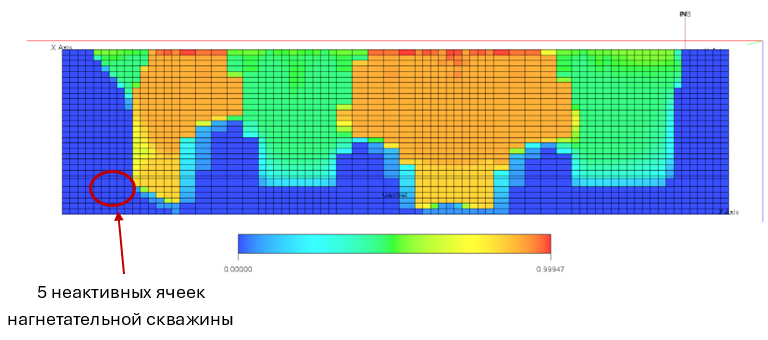 X Axis
Z Axis
0.00000
0.99947
5 неактивных ячеек
нагнетательной скважины